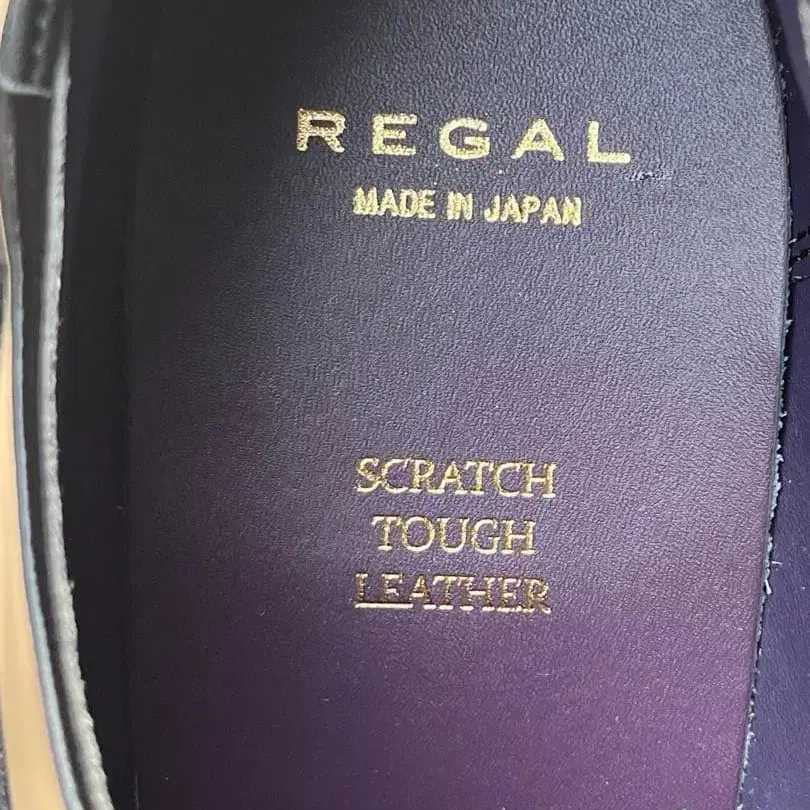 REGAL
MADE IN JAPAN
SCRATCH
TOUGH
LEATHER